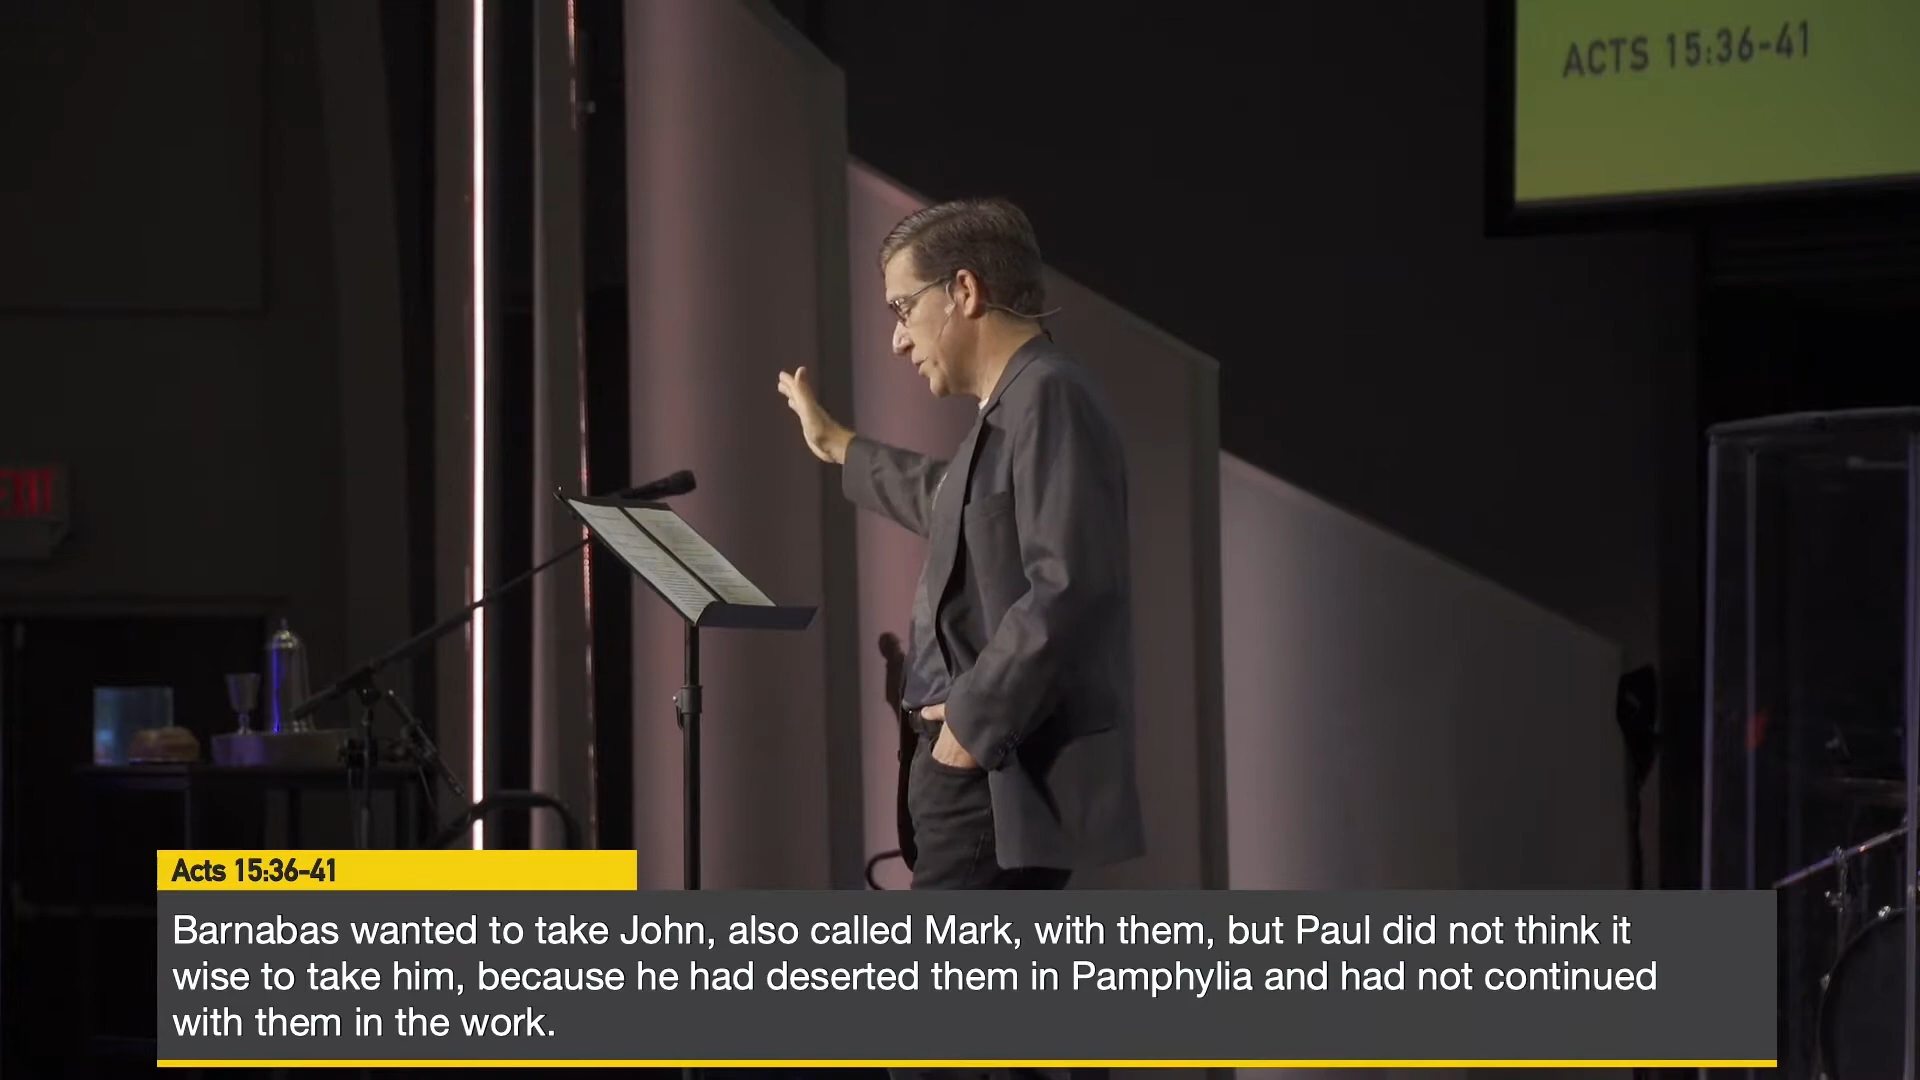 ACTS 15:36-41
EXIT
Acts 15:36-41
Barnabas wanted to take John, also called Mark, with them, but Paul did not think it
wise to take him, because he had deserted them in Pamphylia and had not continued
with them in the work.